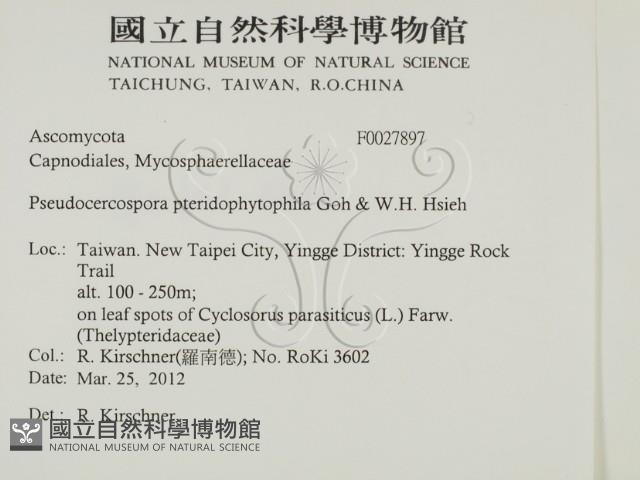 國立自然科學博物館
NATIONAL MUSEUM OF NATURAL SCIENCE
TAICHUNG, TAIWAN, R.O.CHINA
Ascomycota F0027897
Capnodiales, Mycosphaerellaceae
Pseudocercospora pteridophytophila Goh & W.H. Hsieh
Loc.: Taiwan. New Taipei City, Yingge District: Yingge Rock
Trail
alt. 100 - 250m;
on leaf spots of Cyclosorus parasiticus (L.) Farw.
(Thelypteridaceae)
Col.: R. Kirschner(羅南德); No. RoKi 3602
Date: Mar. 25, 2012
Det.: R. Kirschner
國立自然科學博物館
NATIONAL MUSEUM OF NATURAL SCIENCE